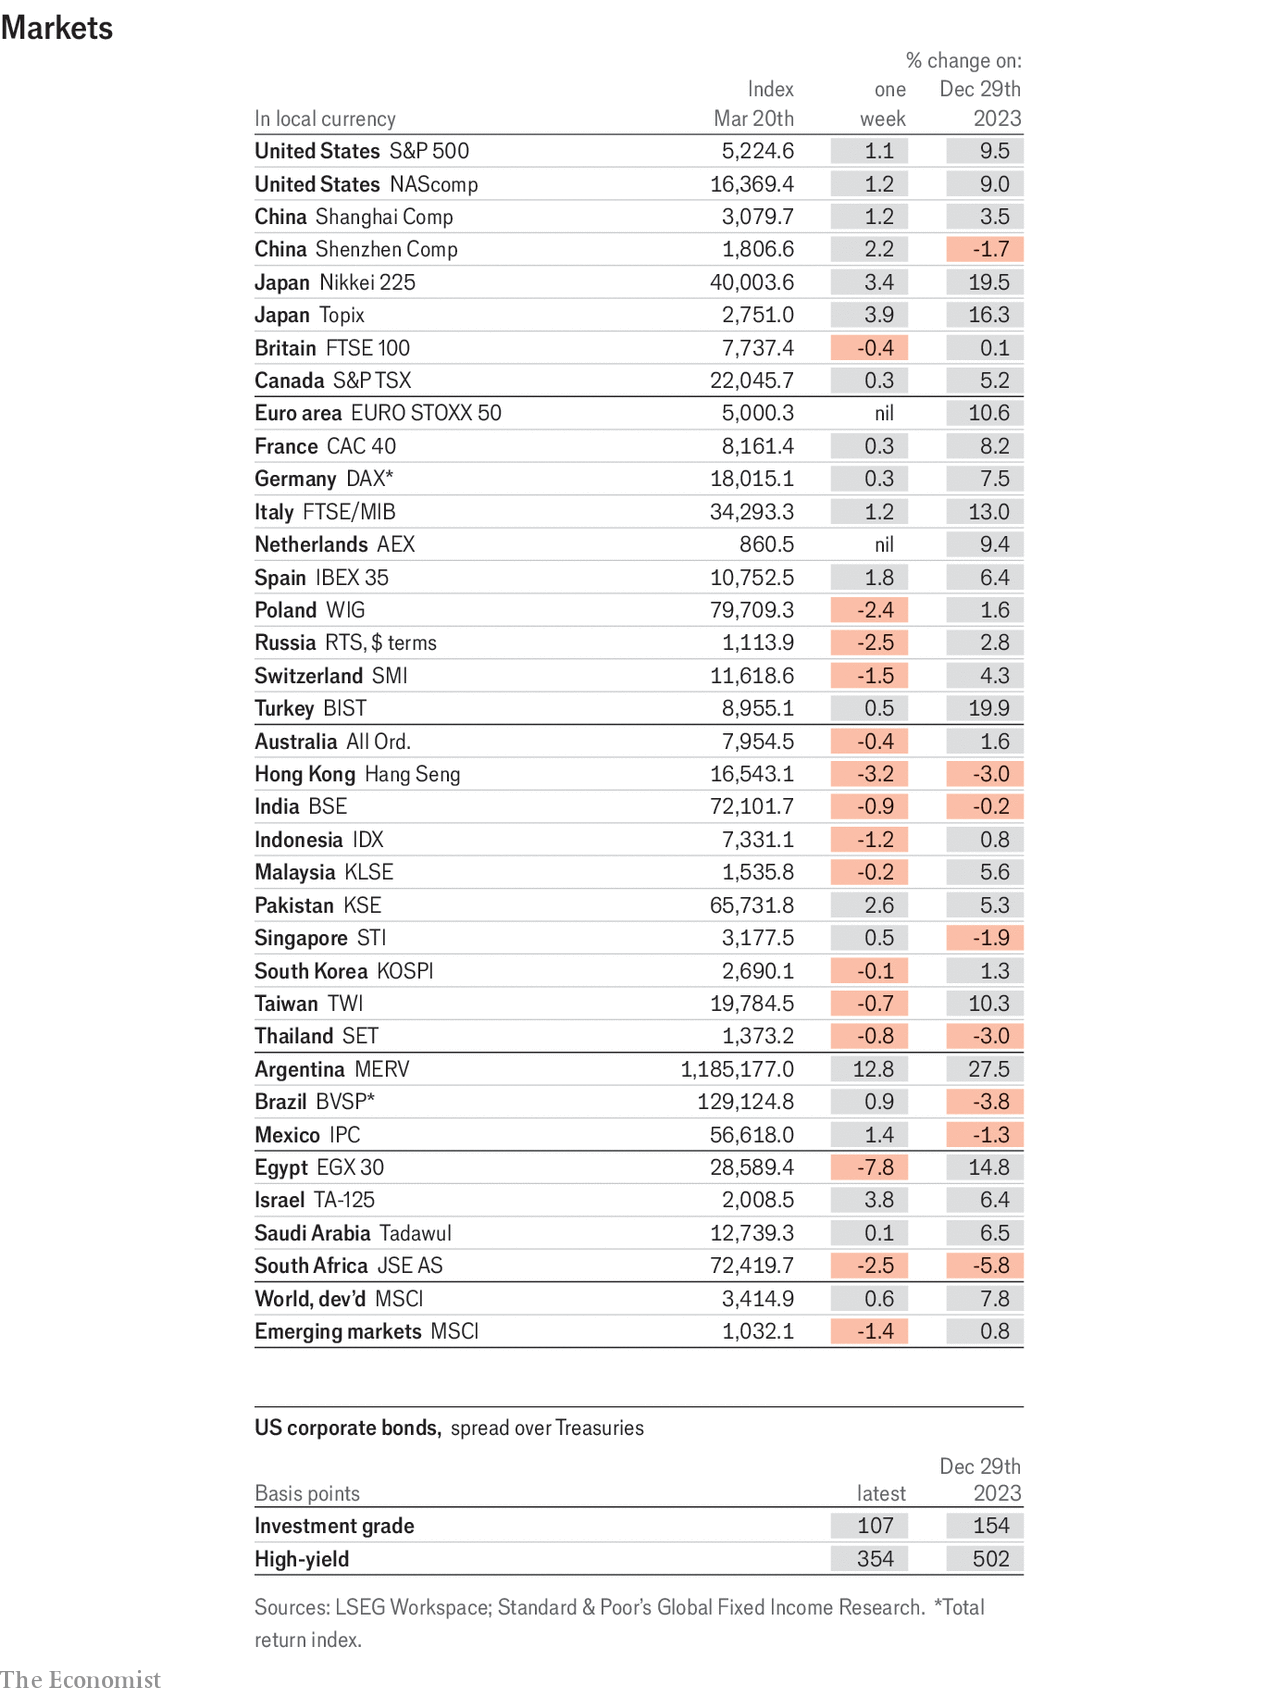 Markets
% change on:
Index one Dec 29th
In local currency Mar 20th week 2023
United States S&P 500 5,224.6 1.1 9.5
United States NAScomp 16,369.4 1.2 9.0
China Shanghai Comp 3,079.7 1.2 3.5
China Shenzhen Comp 1,806.6 2.2 -1.7
Japan Nikkei 225 40,003.6 3.4 19.5
Japan Topix 2,751.0 3.9 16.3
Britain FTSE 100 7,737.4 -0.4 0.1
Canada S&P TSX 22,045.7 0.3 5.2
Euro area EURO STOXX 50 5,000.3 nil 10.6
France CAC 40 8,161.4 0.3 8.2
Germany DAX* 18,015.1 0.3 7.5
Italy FTSE/MIB 34,293.3 1.2 13.0
Netherlands AEX 860.5 nil 9.4
Spain IBEX 35 10,752.5 1.8 6.4
Poland WIG 79,709.3 -2.4 1.6
Russia RTS, $ terms 1,113.9 -2.5 2.8
Switzerland SMI 11,618.6 -1.5 4.3
Turkey BIST 8,955.1 0.5 19.9
Australia All Ord. 7,954.5 -0.4 1.6
Hong Kong Hang Seng 16,543.1 -3.2 -3.0
India BSE 72,101.7 -0.9 -0.2
Indonesia IDX 7,331.1 -1.2 0.8
Malaysia KLSE 1,535.8 -0.2 5.6
Pakistan KSE 65,731.8 2.6 5.3
Singapore STI 3,177.5 0.5 -1.9
South Korea KOSPI 2,690.1 -0.1 1.3
Taiwan TWI 19,784.5 -0.7 10.3
Thailand SET 1,373.2 -0.8 -3.0
Argentina MERV 1,185,177.0 12.8 27.5
Brazil BVSP* 129,124.8 0.9 -3.8
Mexico IPC 56,618.0 1.4 -1.3
Egypt EGX 30 28,589.4 -7.8 14.8
Israel TA-125 2,008.5 3.8 6.4
Saudi Arabia Tadawul 12,739.3 0.1 6.5
South Africa JSE AS 72,419.7 -2.5 -5.8
World, dev'd MSCI 3,414.9 0.6 7.8
Emerging markets MSCI 1,032.1 -1.4 0.8
US corporate bonds, spread over Treasuries
Dec 29th
Basis points latest 2023
Investment grade 107 154
High-yield 354 502
Sources: LSEG Workspace; Standard & Poor's Global Fixed Income Research. *Total
return index.
The Economist